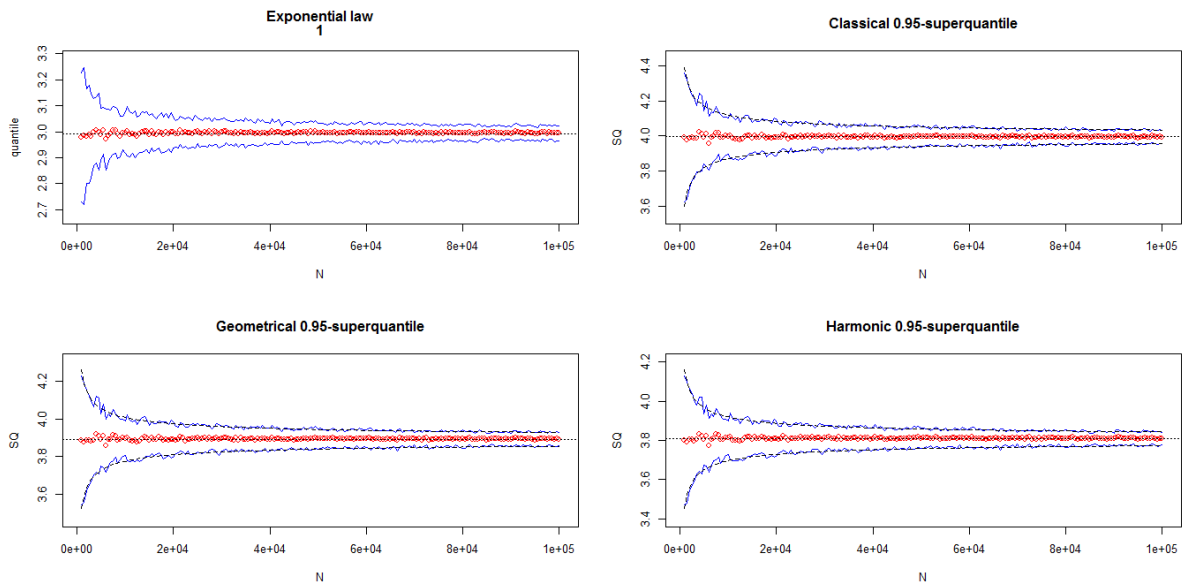 Exponential law
1
quantile
3.3
3.2
3.1
3.0
2.9
2.8
2.7
0e+00 2e+04 4e+04 6e+04 8e+04 1e+05
N
Classical 0.95-superquantile
SQ
4.4
4.2
4.0
3.8
3.6
0e+00 2e+04 4e+04 6e+04 8e+04 1e+05
N
Geometrical 0.95-superquantile
SQ
4.2
4.0
3.8
3.6
0e+00 2e+04 4e+04 6e+04 8e+04 1e+05
N
Harmonic 0.95-superquantile
SQ
4.2
4.0
3.8
3.6
3.4
0e+00 2e+04 4e+04 6e+04 8e+04 1e+05
N